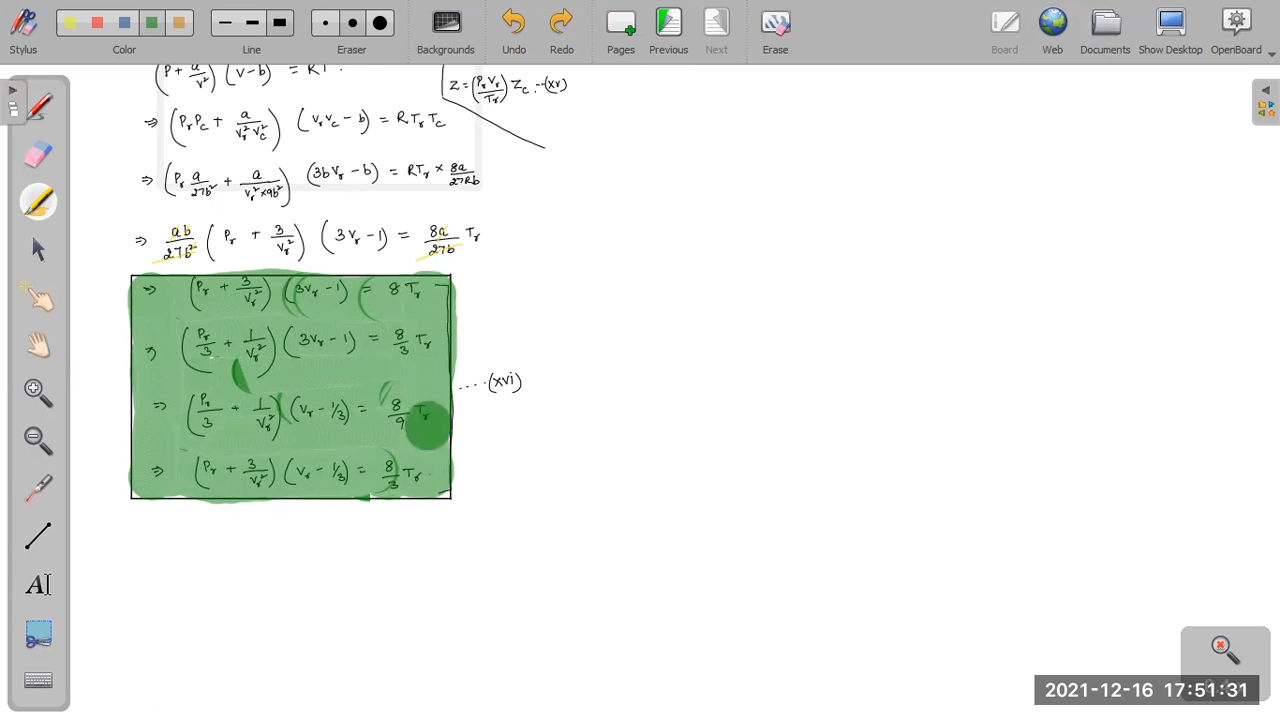 Stylus Color Line Eraser Backgrounds Undo Redo Pages Previous Next Erase Board Web Documents Show Desktop OpenBoard
(P + a/v²) (v-b) = RT.
Z = (PrVr/Tr) Zc ...(xv)
⇒ (PrPc + a/(Vr²Vc²)) (VrVc - b) = RTrTc
⇒ (Pr a/27b² + a/(Vr²×9b²)) (3bVr - b) = RTr × 8a/27Rb
⇒ ab/27b² (Pr + 3/Vr²) (3Vr - 1) = 8a/27b Tr
⇒ (Pr + 3/Vr²) (3Vr - 1) = 8Tr
⇒ (Pr/3 + 1/Vr²) (3Vr - 1) = 8/3 Tr
....(xvi)
⇒ (Pr/3 + 1/Vr²) (Vr - 1/3) = 8/9 Tr
⇒ (Pr + 3/Vr²) (Vr - 1/3) = 8/3 Tr.
2021-12-16 17:51:31